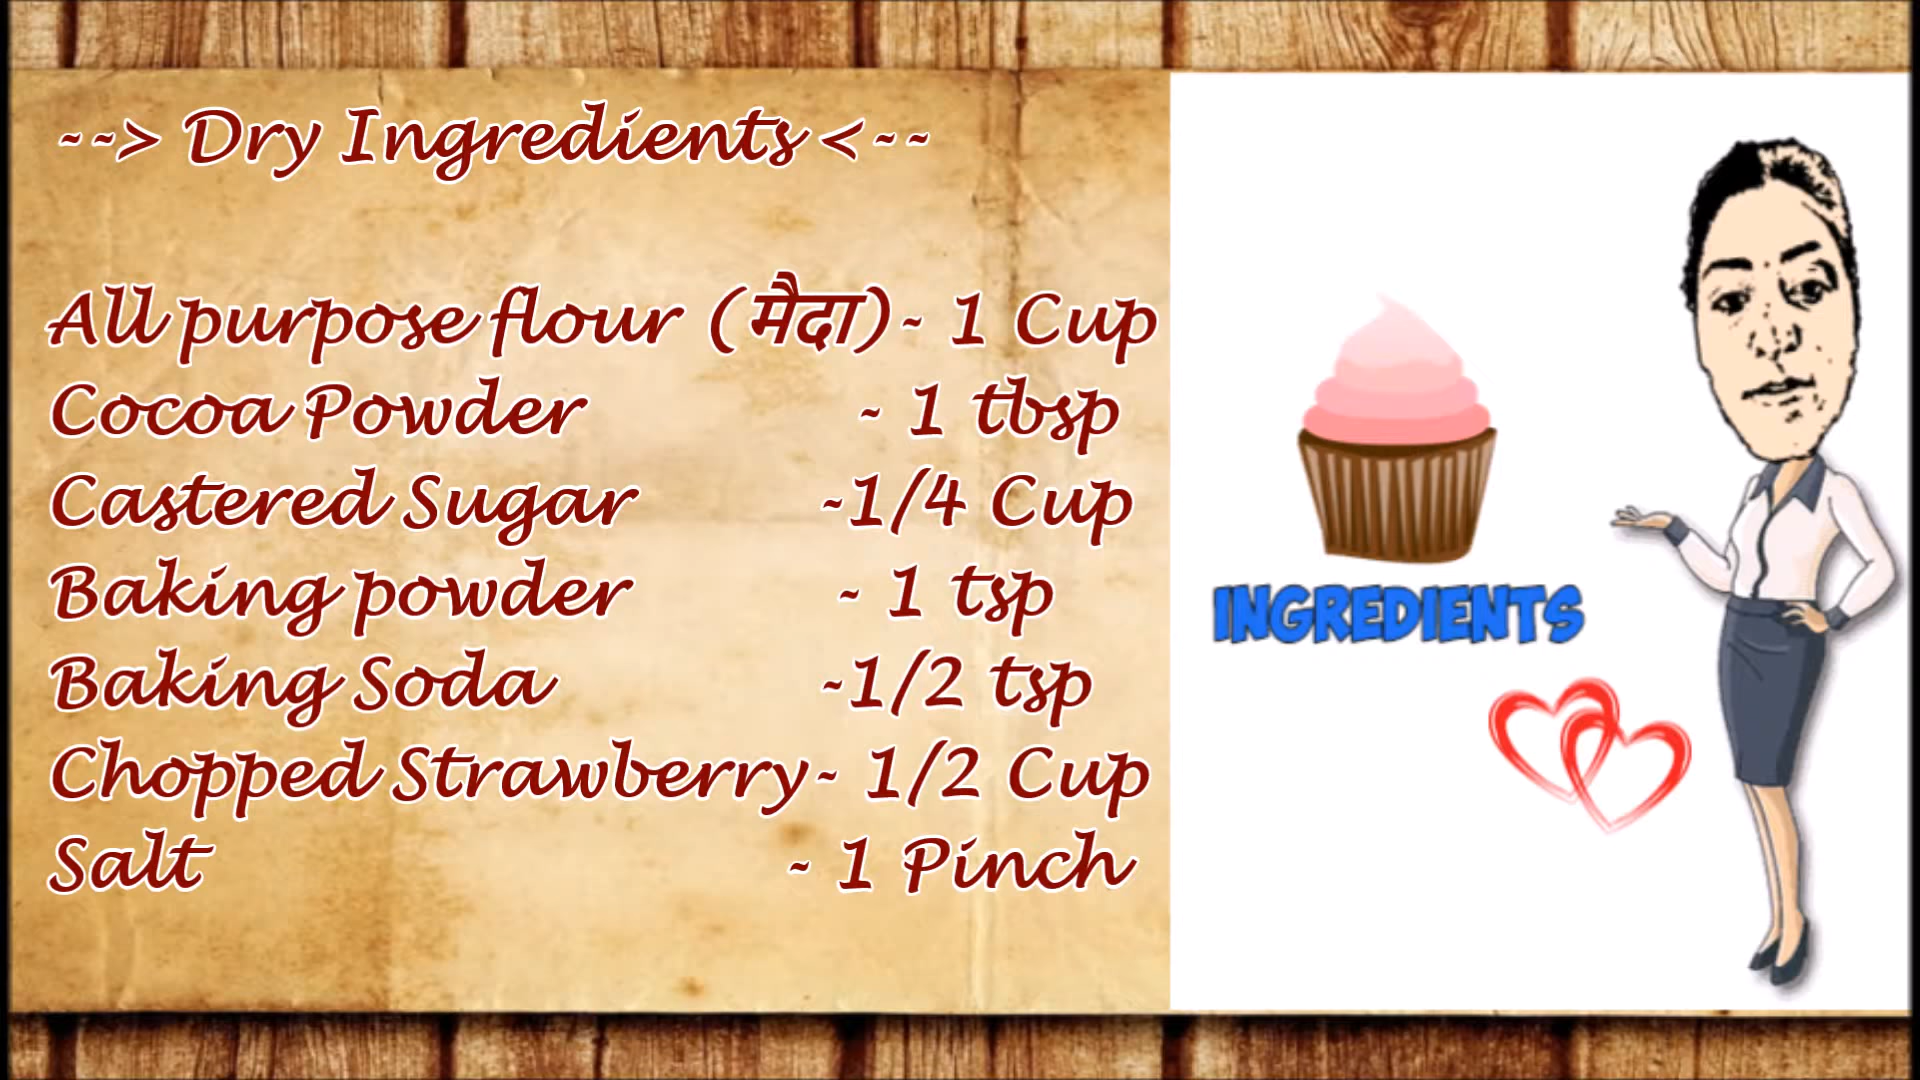 --> Dry Ingredients <--
All purpose flour (मैदा)- 1 Cup
Cocoa Powder - 1 tbsp
Castered Sugar -1/4 Cup
Baking powder - 1 tsp
Baking Soda -1/2 tsp
Chopped Strawberry- 1/2 Cup
Salt - 1 Pinch
INGREDIENTS